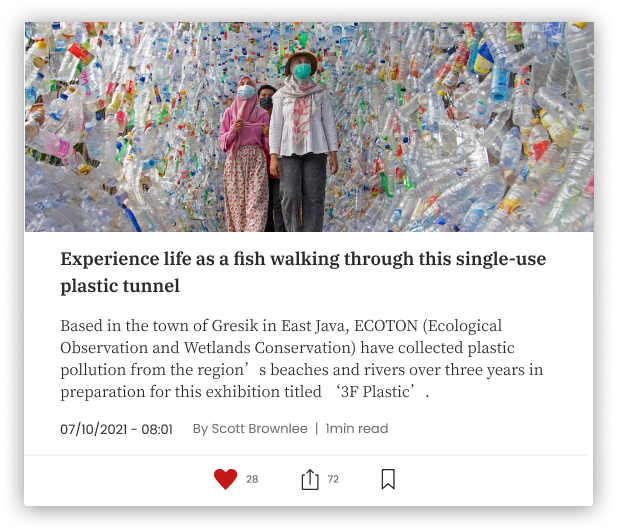 Experience life as a fish walking through this single-use
plastic tunnel
Based in the town of Gresik in East Java, ECOTON (Ecological
Observation and Wetlands Conservation) have collected plastic
pollution from the region’s beaches and rivers over three years in
preparation for this exhibition titled ‘3F Plastic’.
07/10/2021 - 08:01 By Scott Brownlee | 1min read
28 72